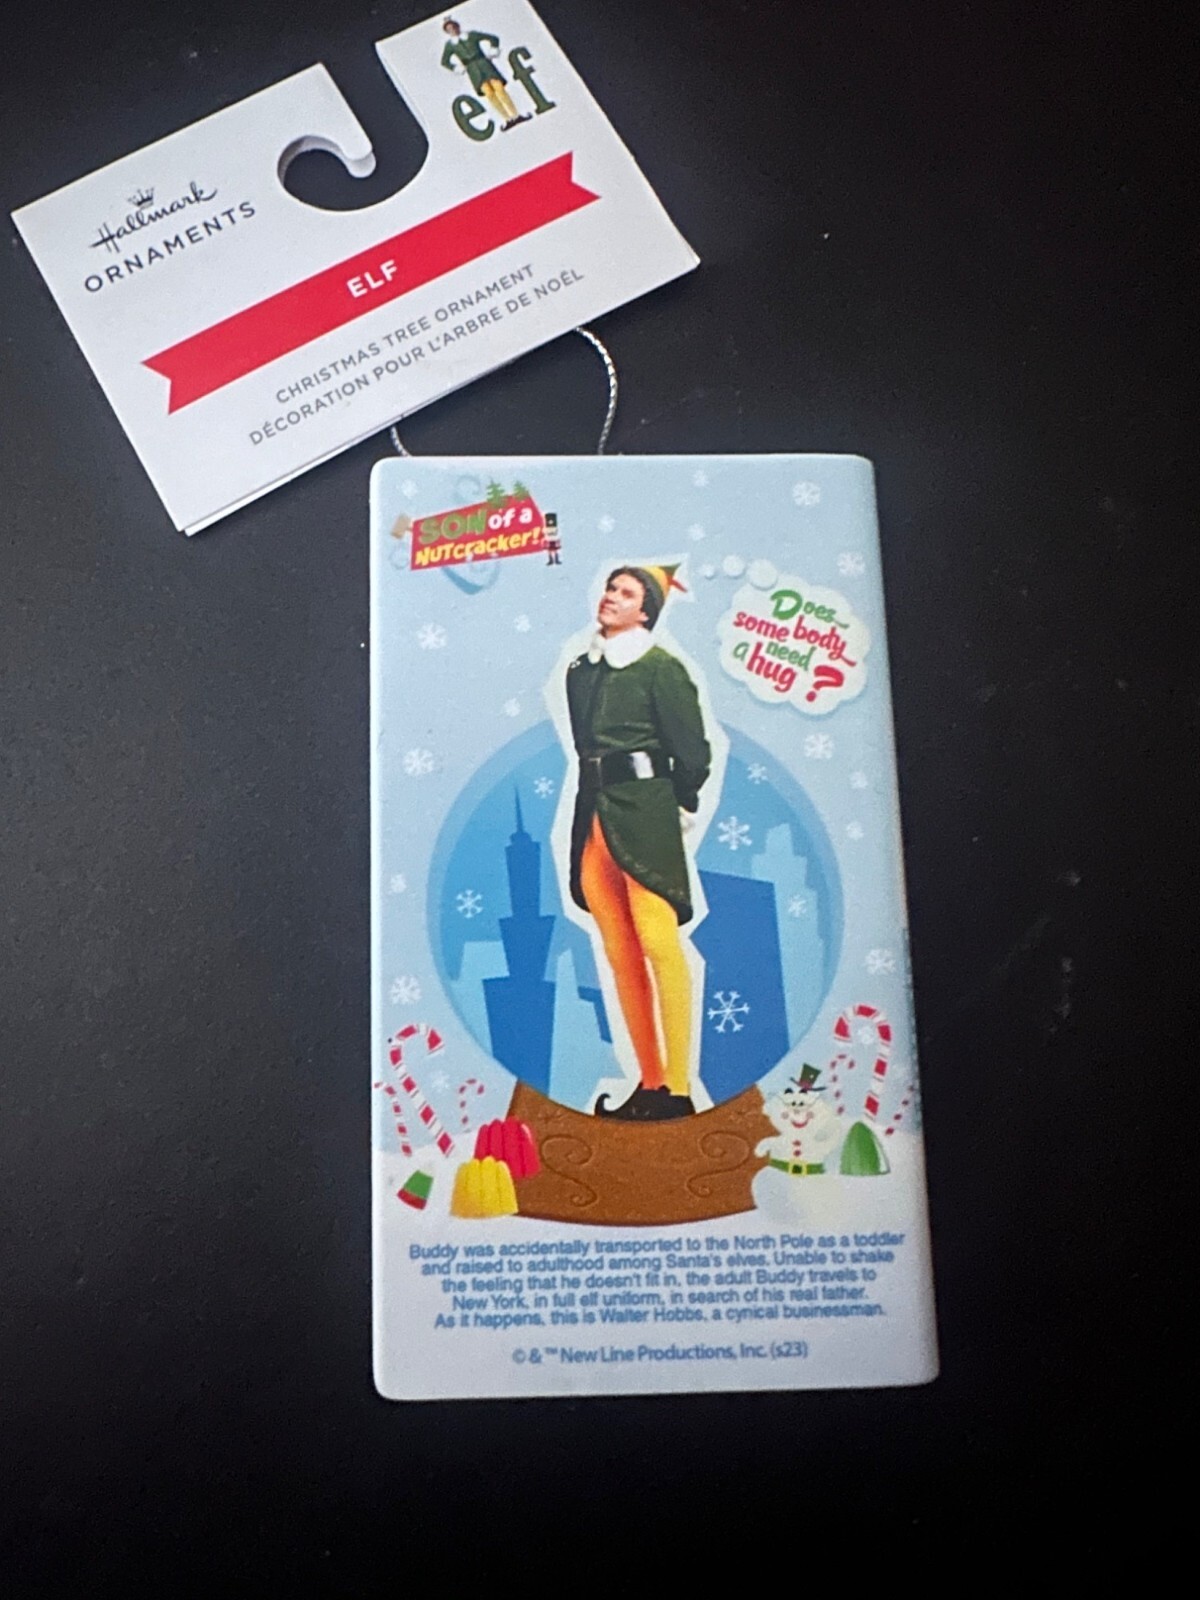 elf
Hallmark
ORNAMENTS
ELF
CHRISTMAS TREE ORNAMENT
DÉCORATION POUR L'ARBRE DE NOËL
SON of a
NUTcracker!
Does
some body
need
a hug ?
Buddy was accidentally transported to the North Pole as a toddler
and raised to adulthood among Santa's elves. Unable to shake
the feeling that he doesn't fit in, the adult Buddy travels to
New York, in full elf uniform, in search of his real father.
As it happens, this is Walter Hobbs, a cynical businessman.
© & ™ New Line Productions, Inc. (s23)